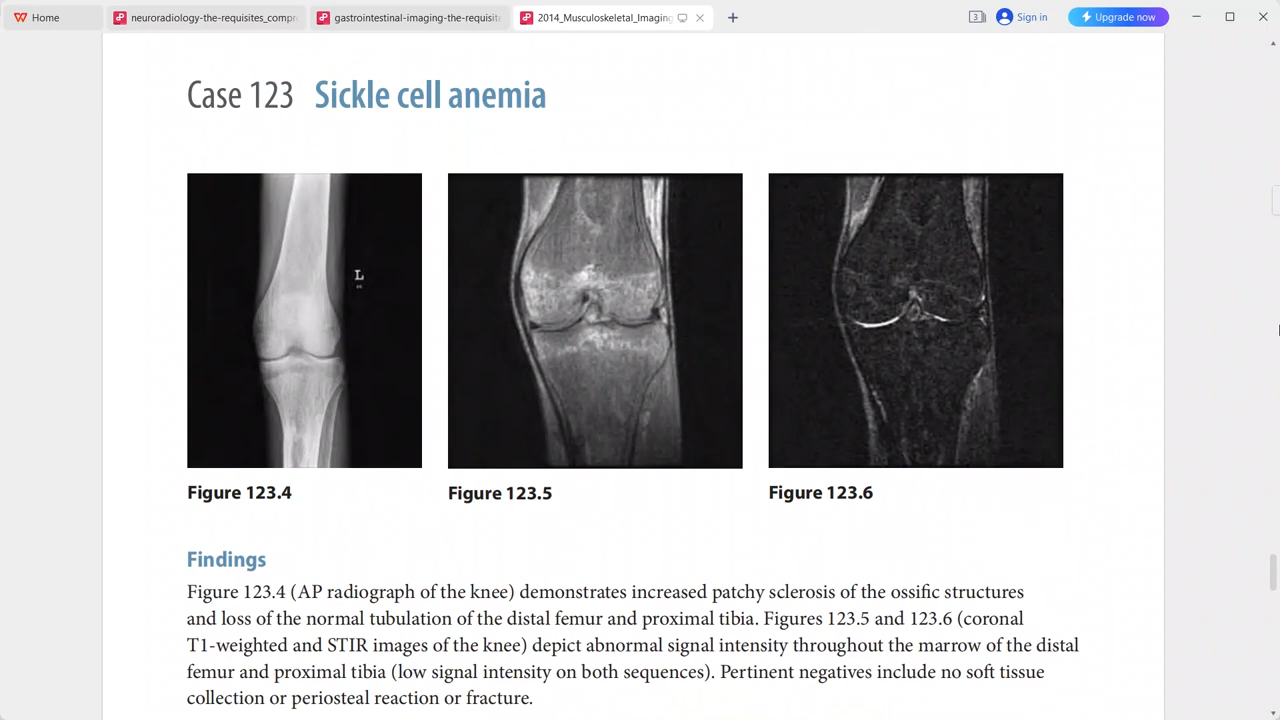 Home
neuroradiology-the-requisites_compr
gastrointestinal-imaging-the-requisite
2014_Musculoskeletal_Imaging
3
Sign in
Upgrade now
Case 123 Sickle cell anemia
L
Figure 123.4
Figure 123.5
Figure 123.6
Findings
Figure 123.4 (AP radiograph of the knee) demonstrates increased patchy sclerosis of the ossific structures
and loss of the normal tubulation of the distal femur and proximal tibia. Figures 123.5 and 123.6 (coronal
T1-weighted and STIR images of the knee) depict abnormal signal intensity throughout the marrow of the distal
femur and proximal tibia (low signal intensity on both sequences). Pertinent negatives include no soft tissue
collection or periosteal reaction or fracture.